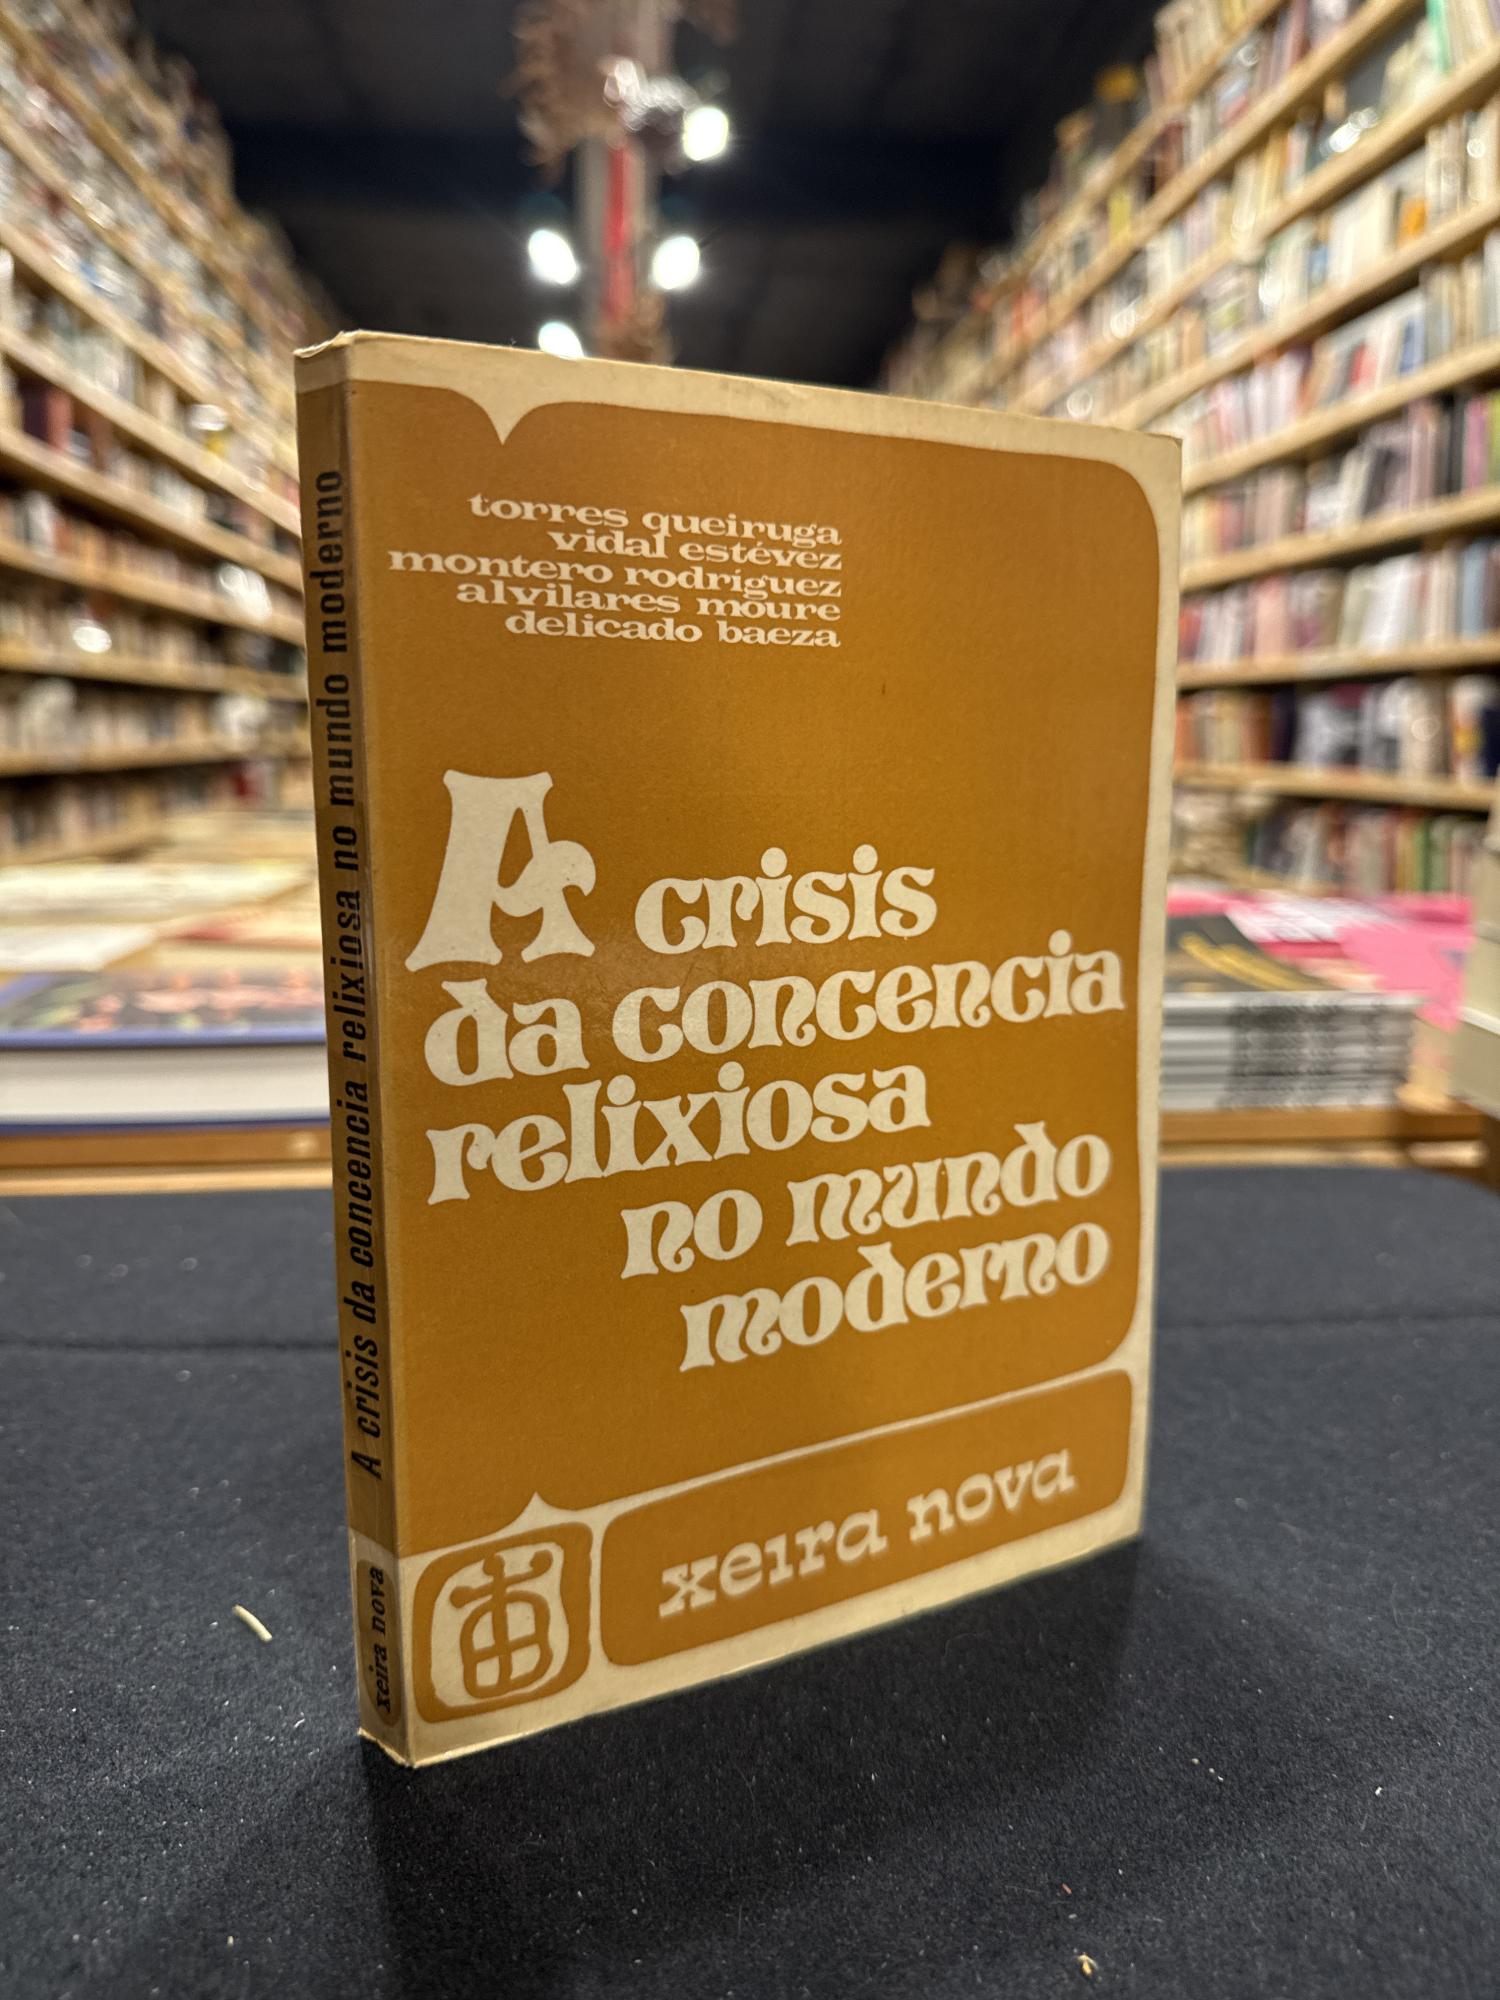 torres queiruga
vidal estévez
montero rodríguez
alvilares moure
delicado baeza
A crisis
da concencia
relixiosa
no mundo
moderno
xeira nova
A crisis da concencia relixiosa no mundo moderno
xeira nova